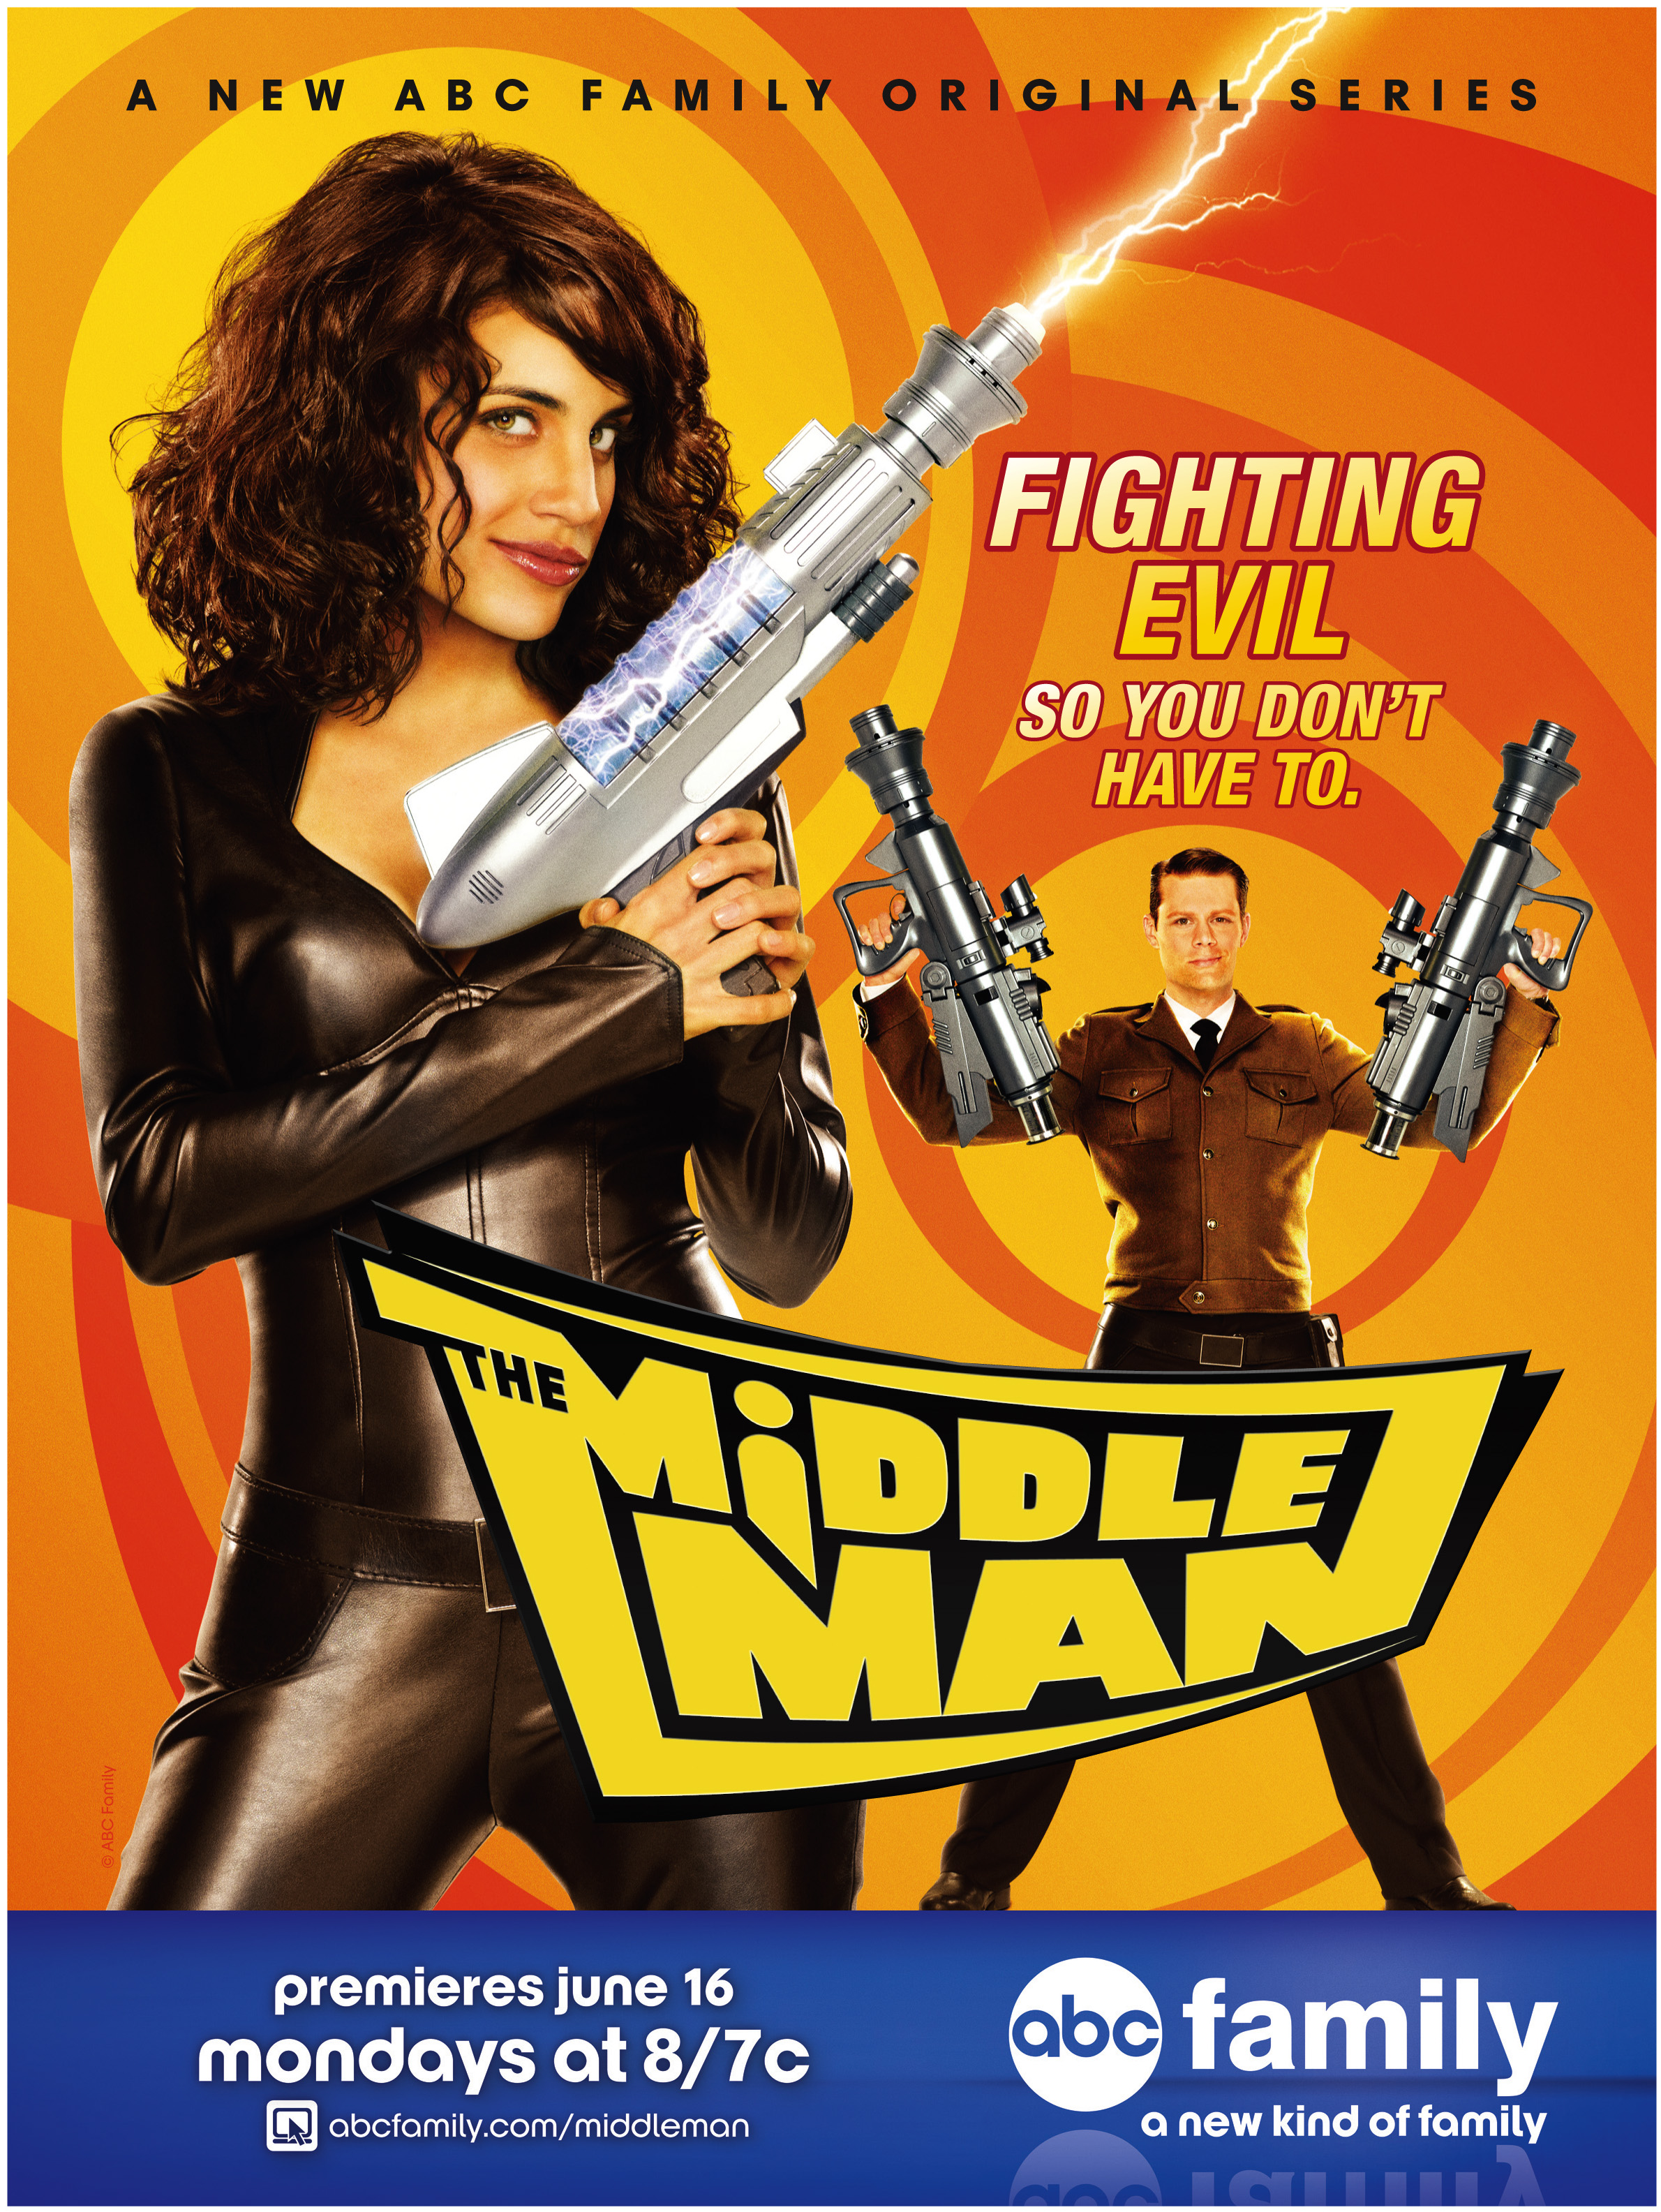 A NEW ABC FAMILY ORIGINAL SERIES
FIGHTING
EVIL
SO YOU DON'T
HAVE TO.
THE MiDDLE
MAN
© ABC Family
premieres june 16
mondays at 8/7c
abcfamily.com/middleman
abc family
a new kind of family